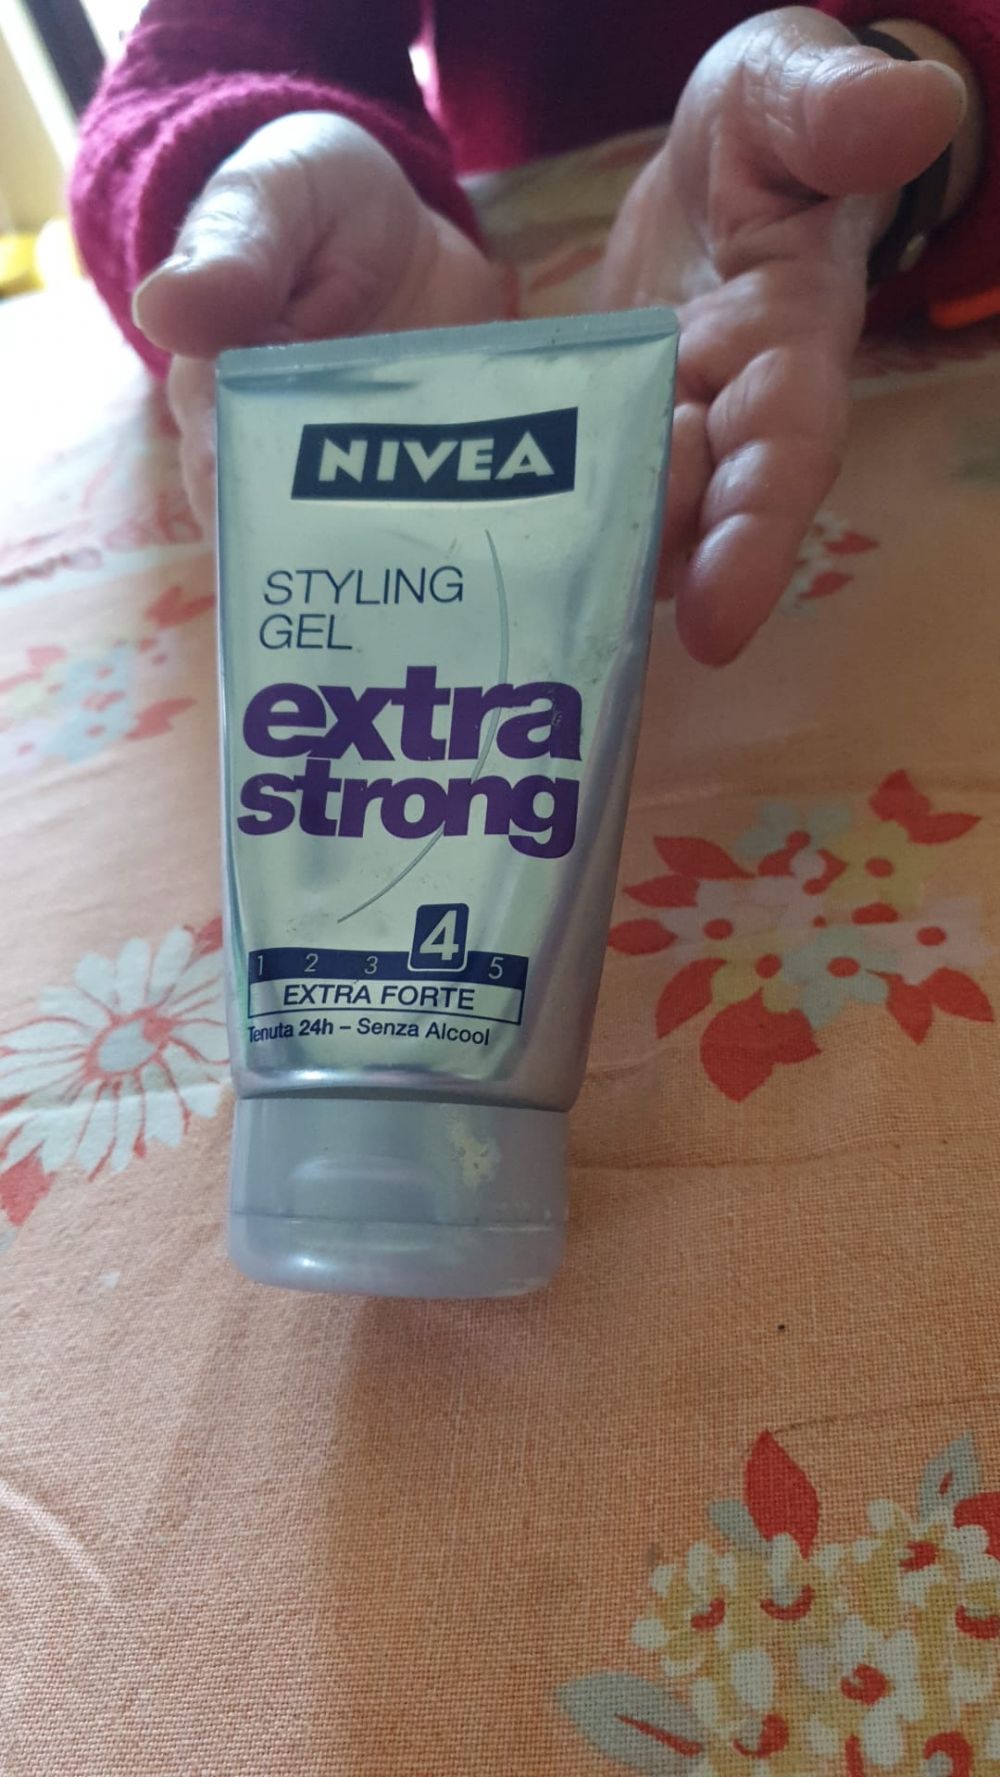 NIVEA
STYLING
GEL
extra
strong
1 2 3 4 5
EXTRA FORTE
Tenuta 24h – Senza Alcool